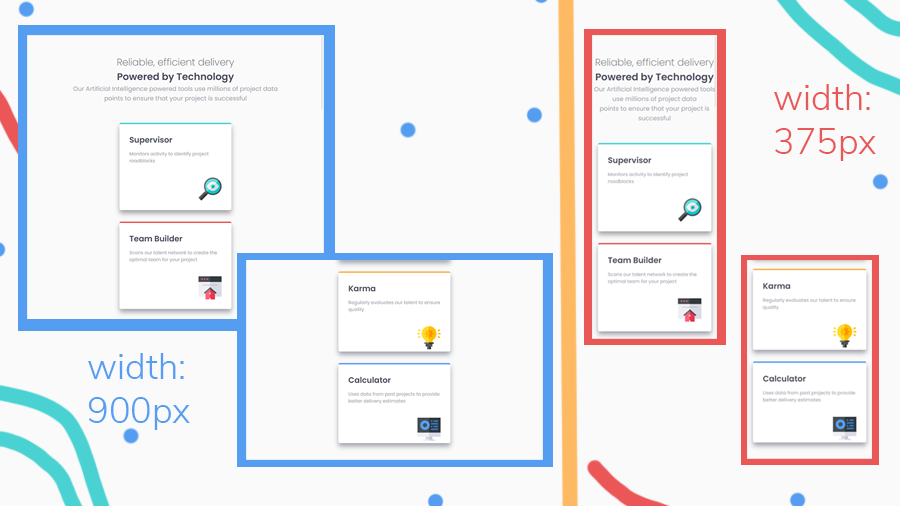 Reliable, efficient delivery
Powered by Technology
Our Artificial Intelligence powered tools use millions of project data
points to ensure that your project is successful
Supervisor
Monitors activity to identify project
roadblocks
Team Builder
Scans our talent network to create the
optimal team for your project
Karma
Regularly evaluates our talent to ensure
quality
Calculator
Uses data from past projects to provide
better delivery estimates
width:
900px
Reliable, efficient delivery
Powered by Technology
Our Artificial Intelligence powered tools
use millions of project data
points to ensure that your project is
successful
Supervisor
Monitors activity to identify project
roadblocks
Team Builder
Scans our talent network to create the
optimal team for your project
width:
375px
Karma
Regularly evaluates our talent to ensure
quality
Calculator
Uses data from past projects to provide
better delivery estimates